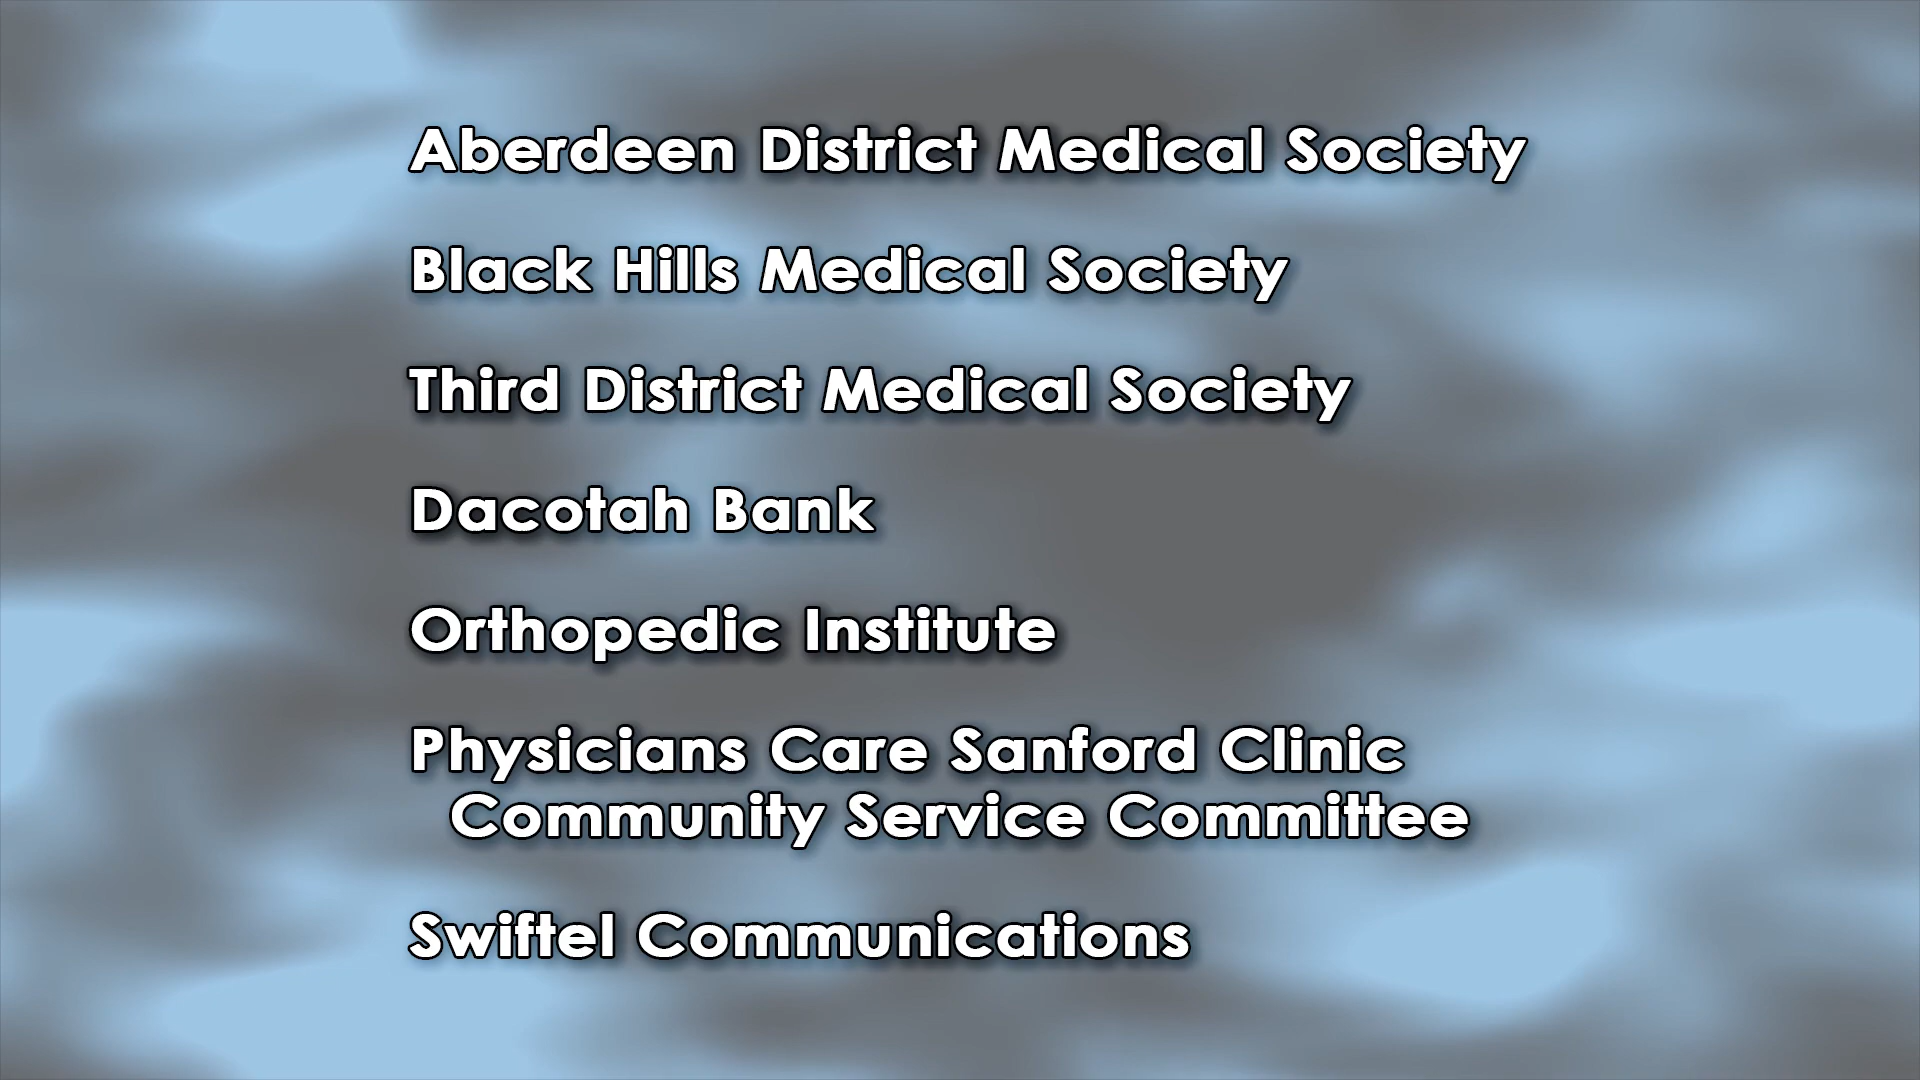 Aberdeen District Medical Society
Black Hills Medical Society
Third District Medical Society
Dacotah Bank
Orthopedic Institute
Physicians Care Sanford Clinic
Community Service Committee
Swiftel Communications